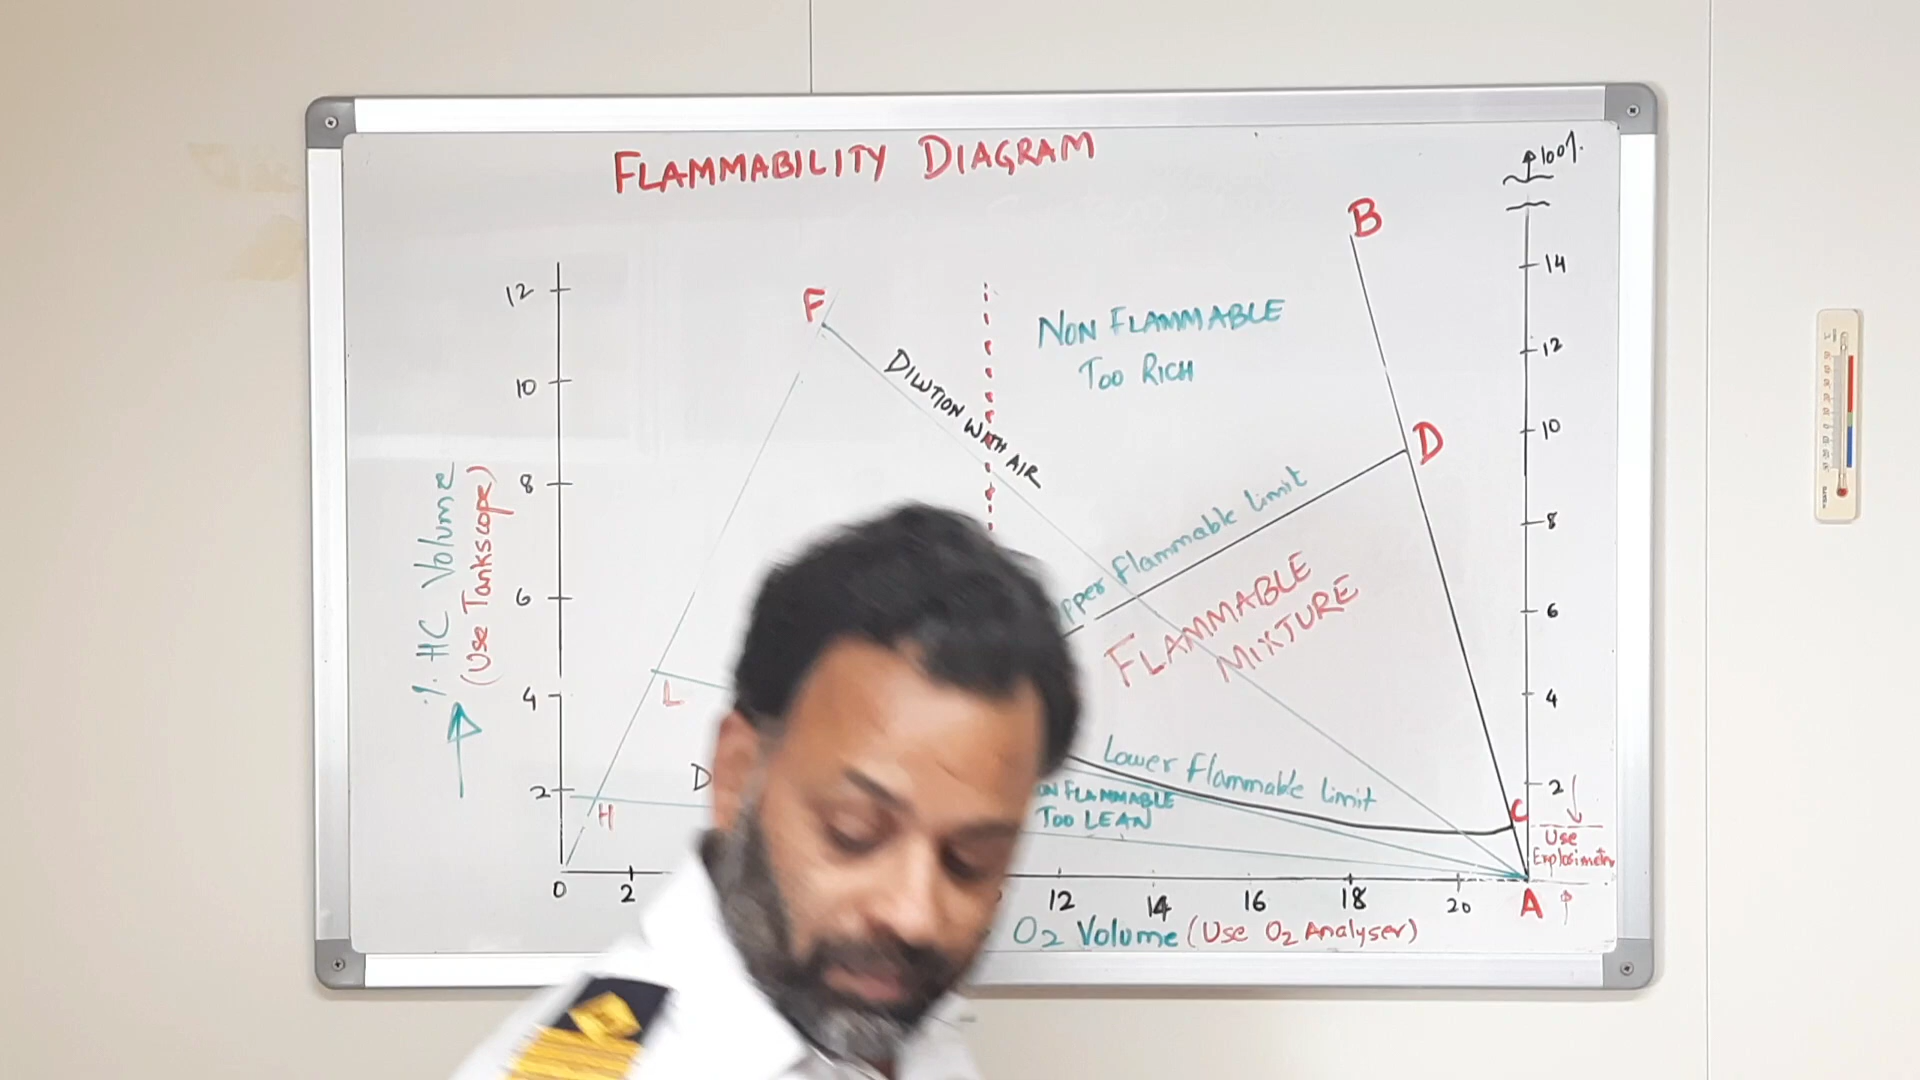 FLAMMABILITY DIAGRAM
100%
B
14
12
F
NON FLAMMABLE
TOO RICH
12
10
DILUTION WITH AIR
D
10
8
8
Upper Flammable limit
6
FLAMMABLE
MIXTURE
6
% HC Volume
(Use Tankscope)
4
L
4
Lower Flammable limit
2
D
2
H
FLAMMABLE
TOO LEAN
C
Use
Explosimeter
0
2
12
14
16
18
20
A
O2 Volume (Use O2 Analyser)